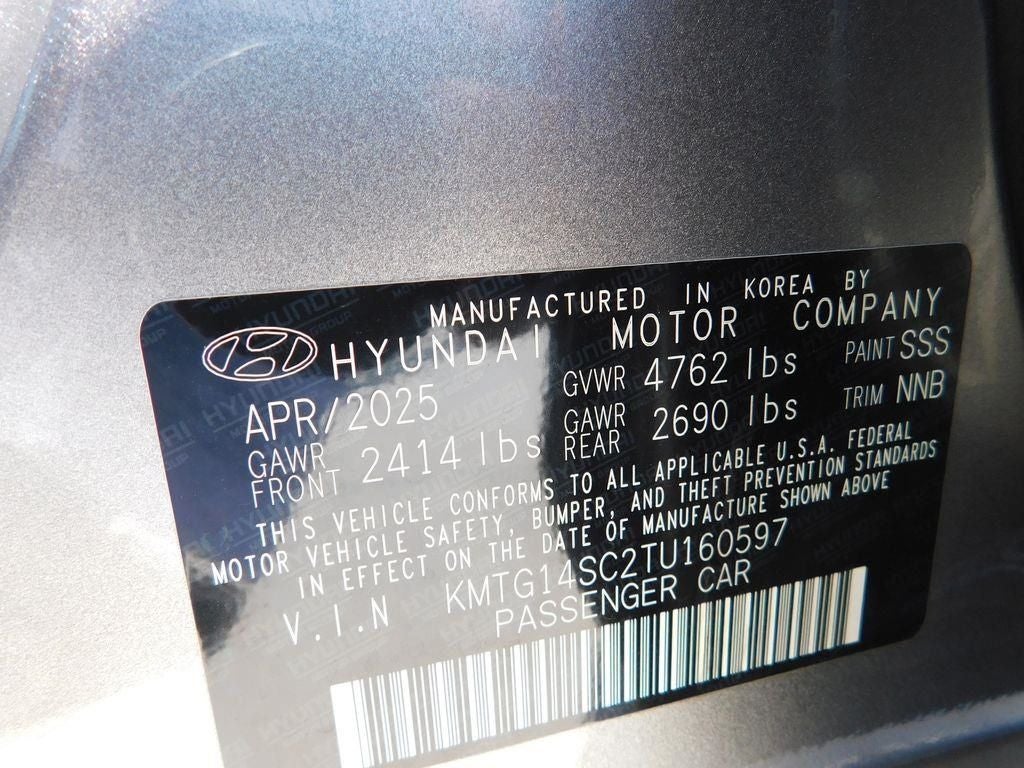 MANUFACTURED IN KOREA BY
HYUNDAI MOTOR COMPANY
APR/2025 GVWR 4762 lbs PAINT SSS
GAWR FRONT 2414 lbs GAWR REAR 2690 lbs TRIM NNB
THIS VEHICLE CONFORMS TO ALL APPLICABLE U.S.A. FEDERAL
MOTOR VEHICLE SAFETY, BUMPER, AND THEFT PREVENTION STANDARDS
IN EFFECT ON THE DATE OF MANUFACTURE SHOWN ABOVE
V.I.N KMTG14SC2TU160597
PASSENGER CAR